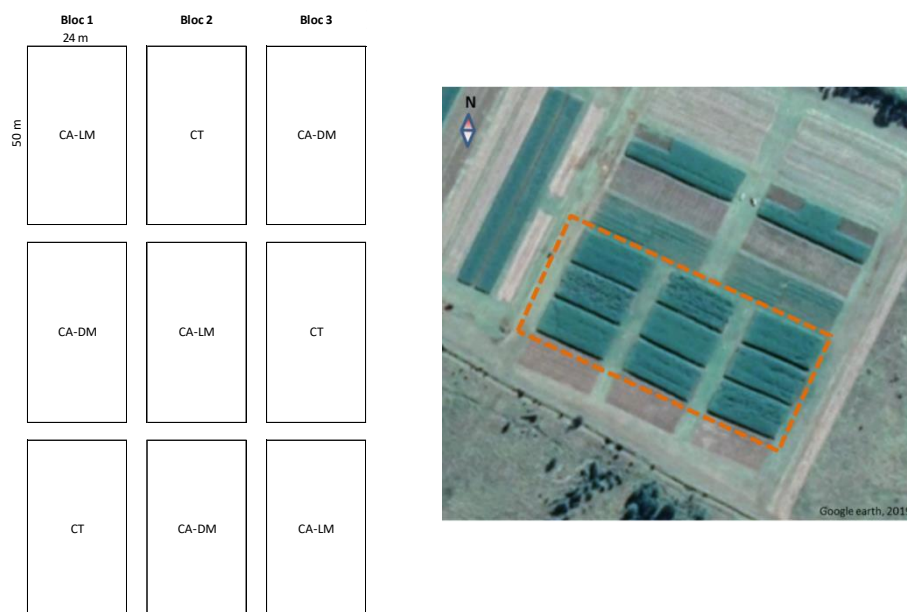 Bloc 1 Bloc 2 Bloc 3
24 m
50 m
CA-LM CT CA-DM
CA-DM CA-LM CT
CT CA-DM CA-LM
N
Google earth, 2019